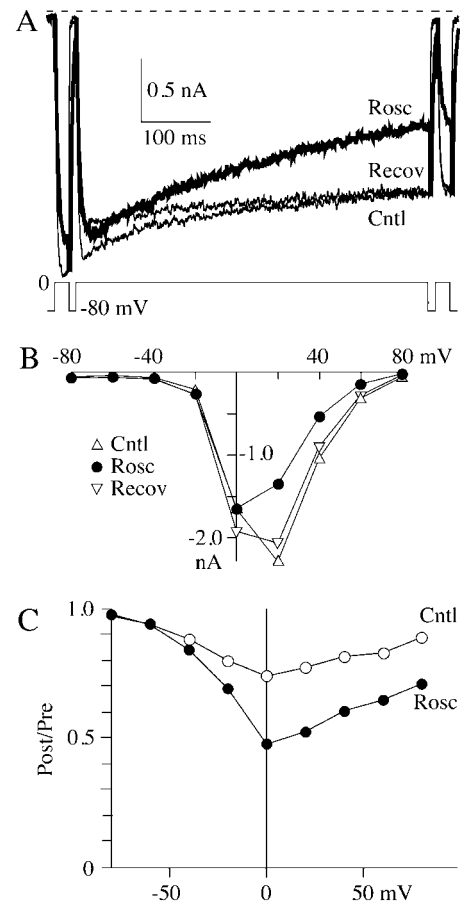 A
0.5 nA
100 ms
Rosc
Recov
Cntl
0
-80 mV
B
-80 -40 40 80 mV
Cntl
Rosc
Recov
-1.0
-2.0
nA
C
1.0
Cntl
Rosc
0.5
Post/Pre
0
-50 0 50 mV